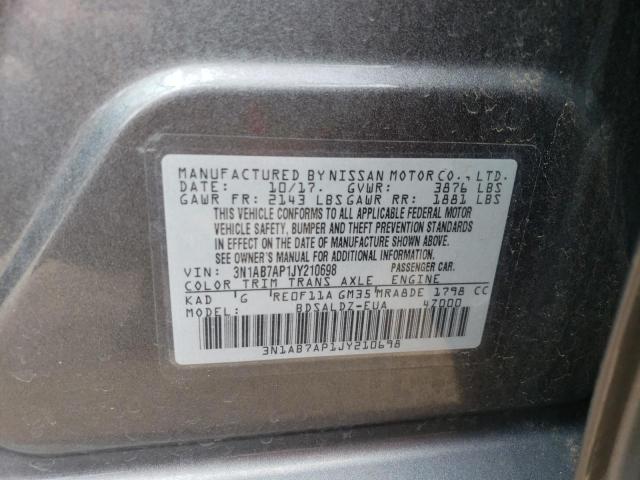 MANUFACTURED BY NISSAN MOTOR CO., LTD.
DATE: 10/17. GVWR: 3876 LBS
GAWR FR: 2143 LBS GAWR RR: 1881 LBS
THIS VEHICLE CONFORMS TO ALL APPLICABLE FEDERAL MOTOR
VEHICLE SAFETY, BUMPER AND THEFT PREVENTION STANDARDS
IN EFFECT ON THE DATE OF MANUFACTURE SHOWN ABOVE.
SEE OWNER'S MANUAL FOR ADDITIONAL INFORMATION
VIN: 3N1AB7AP1JY210698 PASSENGER CAR.
COLOR TRIM TRANS AXLE ENGINE
KAD G RE0F11A GM35 MRA8DE 1798 CC
MODEL: BDSALDZ-EUA 47000
3N1AB7AP1JY210698